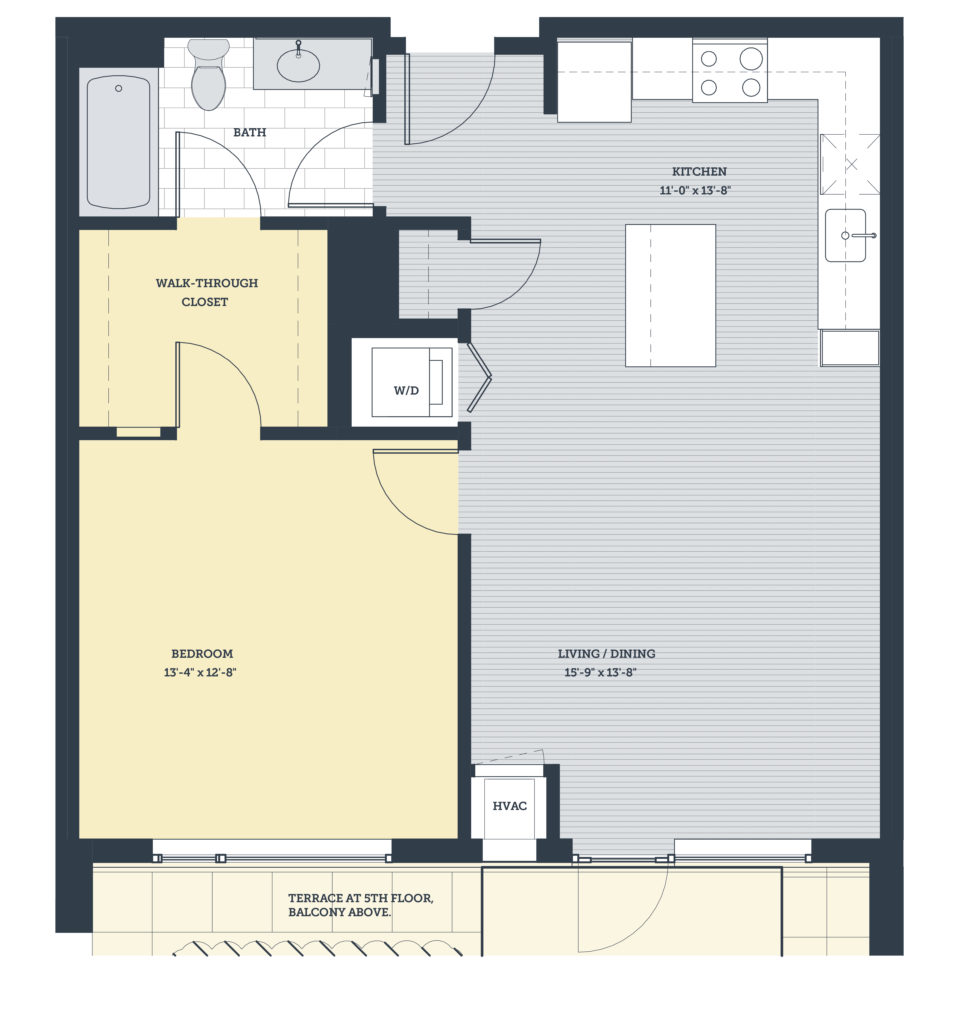 BATH
KITCHEN
11'-0" x 13'-8"
WALK-THROUGH
CLOSET
W/D
BEDROOM
13'-4" x 12'-8"
LIVING / DINING
15'-9" x 13'-8"
HVAC
TERRACE AT 5TH FLOOR,
BALCONY ABOVE.